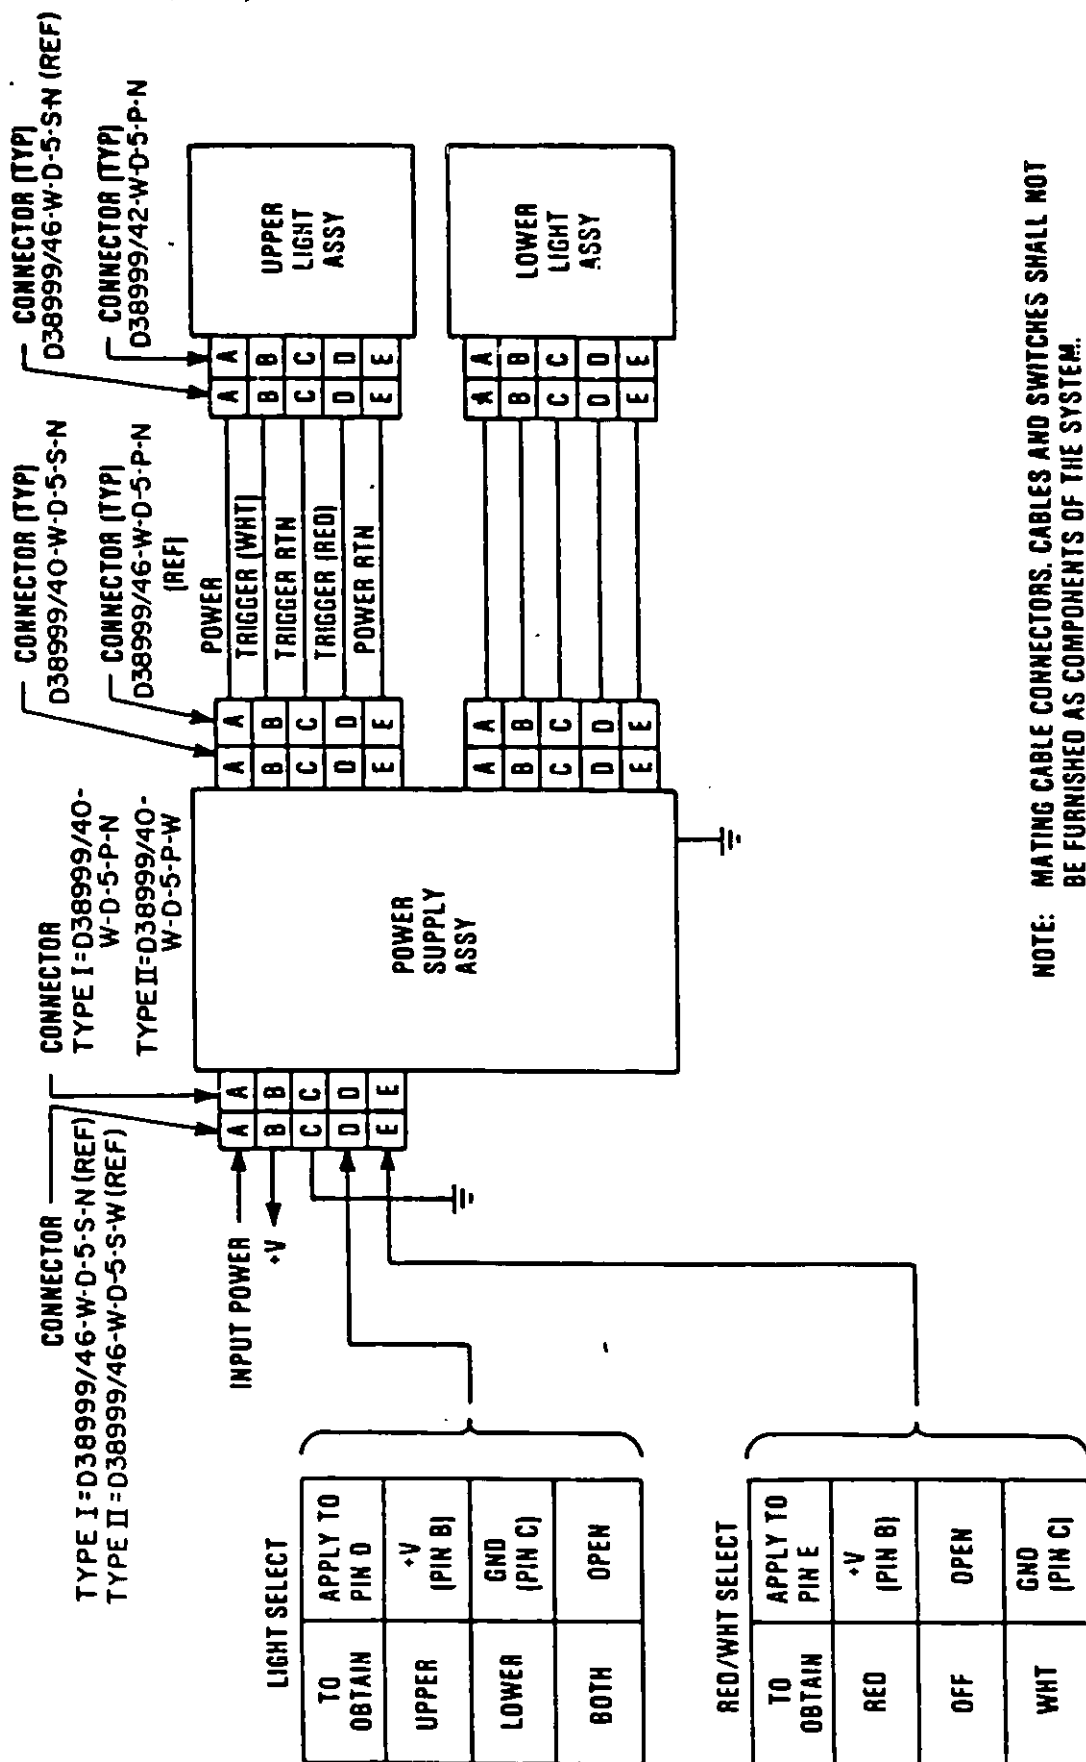 CONNECTOR
TYPE I=D38999/46-W-D-5-S-N (REF)
TYPE II=D38999/46-W-D-5-S-W (REF)
CONNECTOR
TYPE I=D38999/40-
W-D-5-P-N
TYPE II=D38999/40-
W-D-5-P-W
CONNECTOR (TYP)
D38999/40-W-D-5-S-N
CONNECTOR (TYP)
D38999/46-W-D-5-P-N
(REF)
CONNECTOR (TYP)
D38999/46-W-D-5-S-N (REF)
CONNECTOR (TYP)
D38999/42-W-D-5-P-N
INPUT POWER
+V
A A
B B
C C
D D
E E
POWER
SUPPLY
ASSY
A A
B B
C C
D D
E E
POWER
TRIGGER (WHT)
TRIGGER RTN
TRIGGER (RED)
POWER RTN
A A
B B
C C
D D
E E
UPPER
LIGHT
ASSY
A A
B B
C C
D D
E E
A A
B B
C C
D D
E E
LOWER
LIGHT
ASSY
LIGHT SELECT
TO OBTAIN
APPLY TO PIN D
UPPER
+V (PIN B)
LOWER
GND (PIN C)
BOTH
OPEN
RED/WHT SELECT
TO OBTAIN
APPLY TO PIN E
RED
+V (PIN B)
OFF
OPEN
WHT
GND (PIN C)
NOTE: MATING CABLE CONNECTORS. CABLES AND SWITCHES SHALL NOT
BE FURNISHED AS COMPONENTS OF THE SYSTEM.